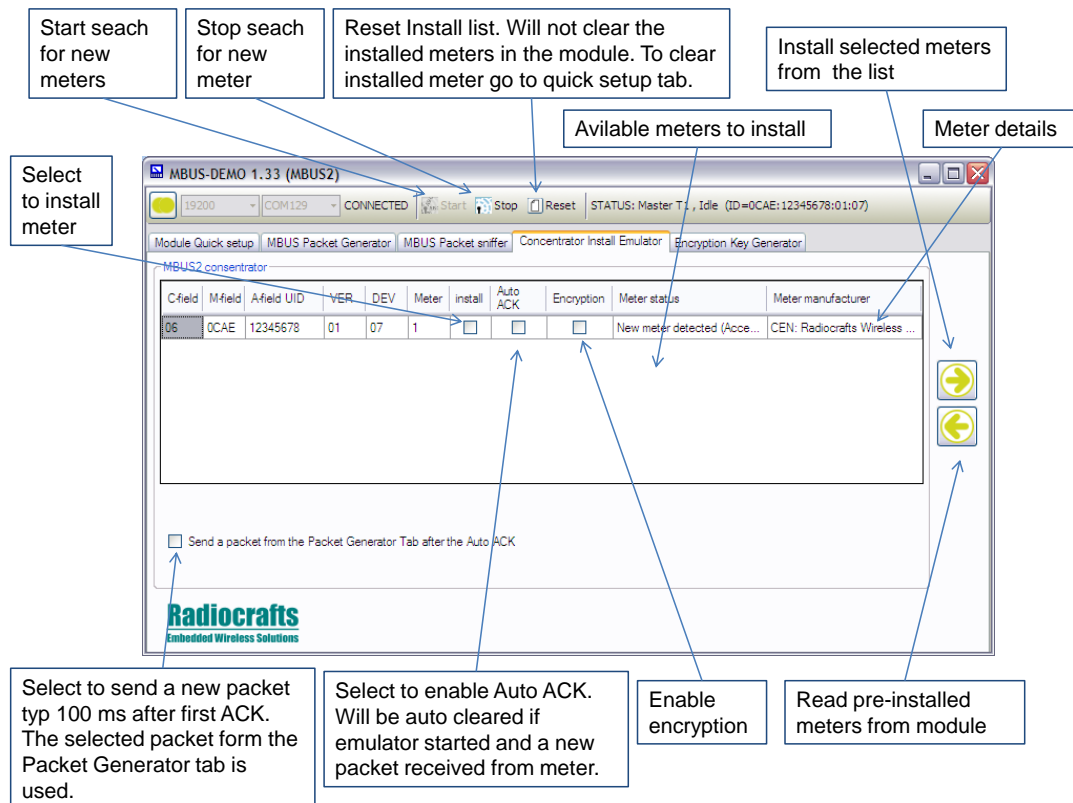 Start seach
for new
meters
Stop seach
for new
meter
Reset Install list. Will not clear the
installed meters in the module. To clear
installed meter go to quick setup tab.
Install selected meters
from the list
Avilable meters to install
Meter details
Select
to install
meter
MBUS-DEMO 1.33 (MBUS2)
19200
COM129
CONNECTED
Start
Stop
Reset
STATUS: Master T1 , Idle (ID=0CAE:12345678:01:07)
Module Quick setup
MBUS Packet Generator
MBUS Packet sniffer
Concentrator Install Emulator
Encryption Key Generator
MBUS2 consentrator
C-field M-field A-field UID VER DEV Meter install Auto ACK Encryption Meter status Meter manufacturer
06 0CAE 12345678 01 07 1 New meter detected (Acce... CEN: Radiocrafts Wireless ...
Send a packet from the Packet Generator Tab after the Auto ACK
Radiocrafts
Embedded Wireless Solutions
Select to send a new packet
typ 100 ms after first ACK.
The selected packet form the
Packet Generator tab is
used.
Select to enable Auto ACK.
Will be auto cleared if
emulator started and a new
packet received from meter.
Enable
encryption
Read pre-installed
meters from module